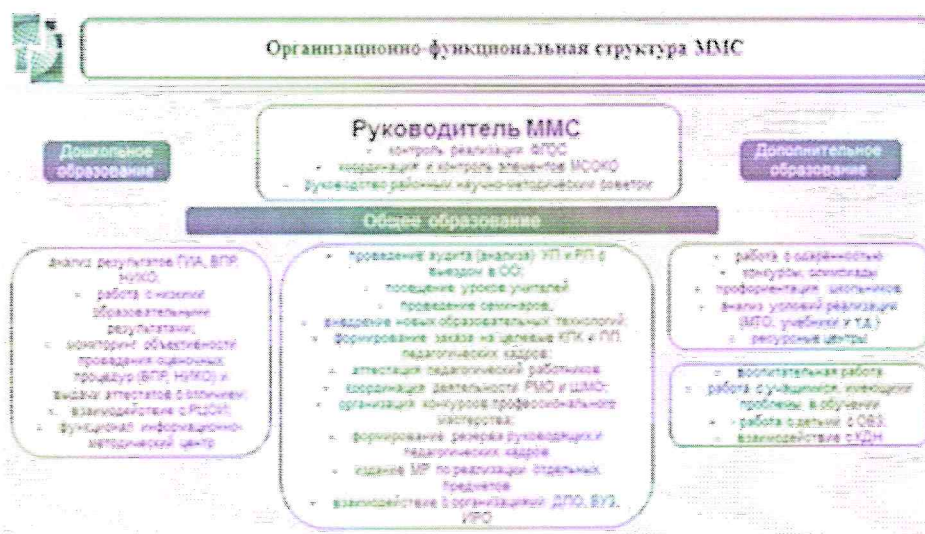 Организационно-функциональная структура ММС
Руководитель ММС
контроль реализации ФГОС
координация и контроль элементов МСОКО
руководство районным научно-методическим советом
Дошкольное
образование
Дополнительное
образование
Общее образование
анализ результатов ГИА, ВПР,
НИКО;
работа с низкими
образовательными
результатами;
мониторинг объективности
проведения оценочных
процедур (ВПР, НИКО) и
выдачи аттестатов с отличием;
взаимодействие с РЦОИ;
функционал информационно-
методический центр
проведение аудита (анализа) УП и РП с
выездом в ОО;
посещение уроков учителей
проведение семинаров;
внедрение новых образовательных технологий;
формирование заказа на целевые КПК и ПП
педагогических кадров;
аттестация педагогических работников
координация деятельности РМО и ШМО;
организация конкурсов профессионального
мастерства;
формирование резерва руководящих и
педагогических кадров
издание МР по реализации отдельных
предметов
взаимодействие с организациями ДПО, ВУЗ,
ИРО
работа с одаренностью
конкурсы, олимпиады
профориентация школьников
анализ условий реализации
(МТО, учебники и т.д.)
ресурсные центры
воспитательная работа
работа с учащимися, имеющими
проблемы в обучении
- работа с детьми с ОВЗ;
взаимодействие с КДН